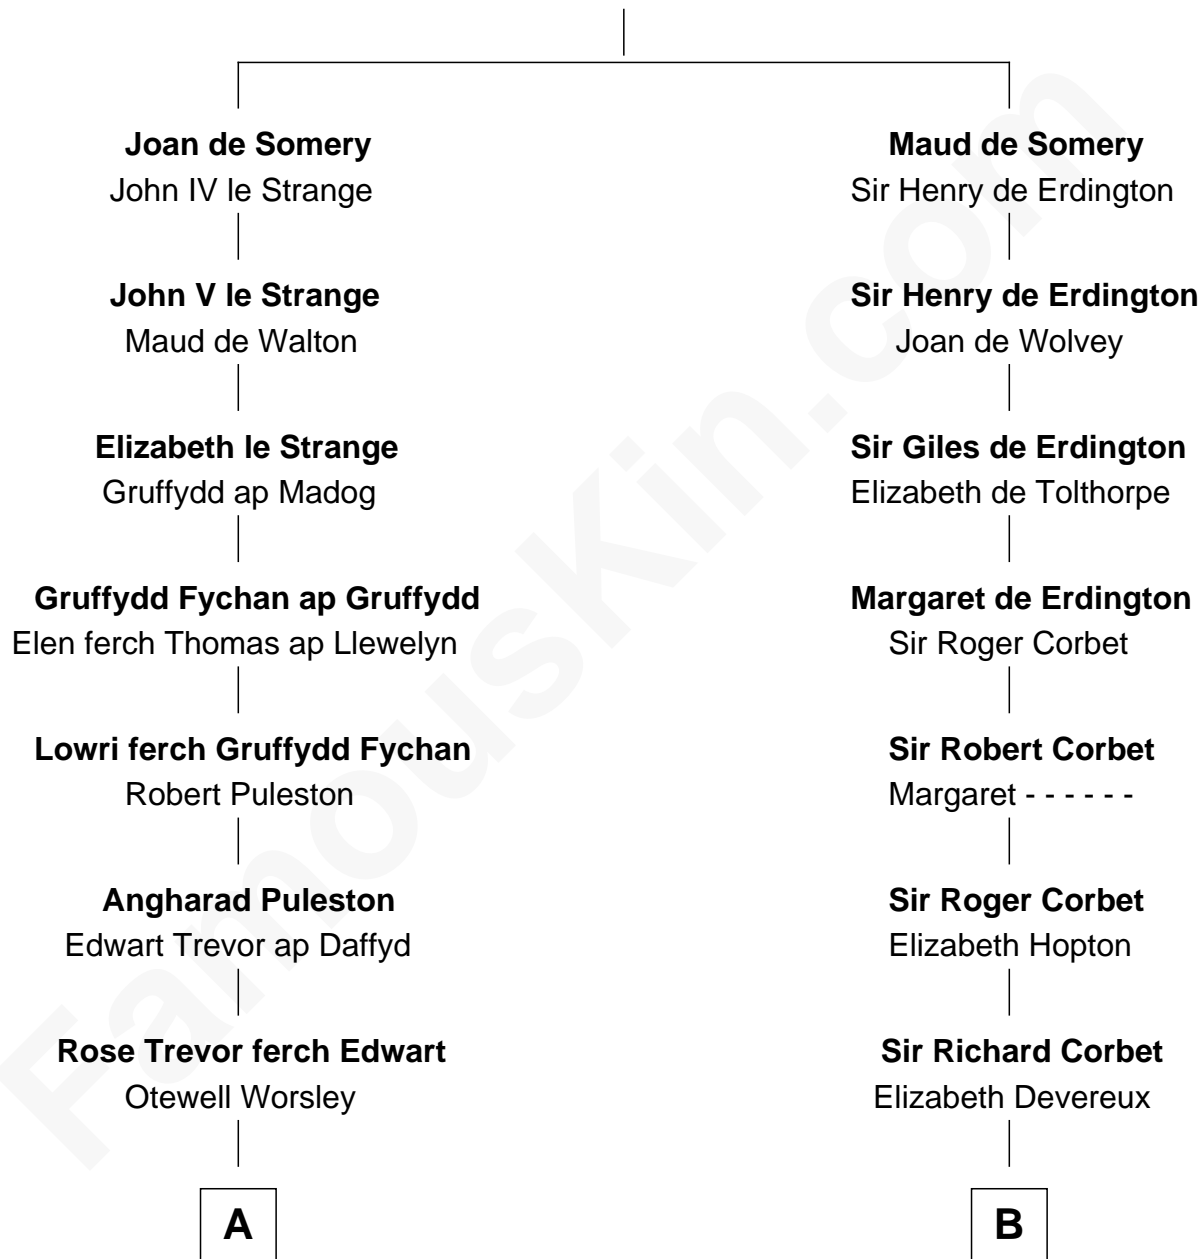 Joan de Somery
John IV le Strange
John V le Strange
Maud de Walton
Elizabeth le Strange
Gruffydd ap Madog
Gruffydd Fychan ap Gruffydd
Elen ferch Thomas ap Llewelyn
Lowri ferch Gruffydd Fychan
Robert Puleston
Angharad Puleston
Edwart Trevor ap Daffyd
Rose Trevor ferch Edwart
Otewell Worsley
A
Maud de Somery
Sir Henry de Erdington
Sir Henry de Erdington
Joan de Wolvey
Sir Giles de Erdington
Elizabeth de Tolthorpe
Margaret de Erdington
Sir Roger Corbet
Sir Robert Corbet
Margaret - - - - - -
Sir Roger Corbet
Elizabeth Hopton
Sir Richard Corbet
Elizabeth Devereux
B
FamousKin.com